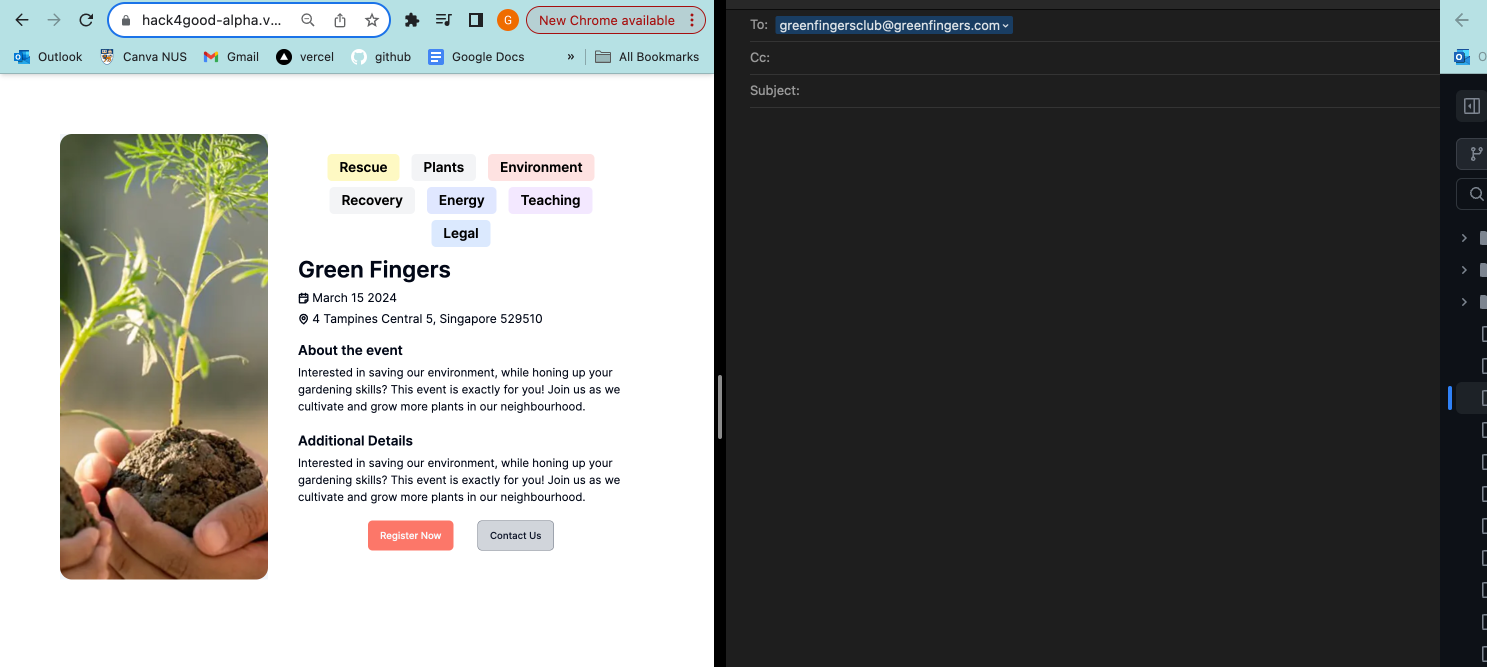 hack4good-alpha.v...
G
New Chrome available
Outlook
Canva NUS
Gmail
vercel
github
Google Docs
»
All Bookmarks
Rescue
Plants
Environment
Recovery
Energy
Teaching
Legal
Green Fingers
March 15 2024
4 Tampines Central 5, Singapore 529510
About the event
Interested in saving our environment, while honing up your
gardening skills? This event is exactly for you! Join us as we
cultivate and grow more plants in our neighbourhood.
Additional Details
Interested in saving our environment, while honing up your
gardening skills? This event is exactly for you! Join us as we
cultivate and grow more plants in our neighbourhood.
Register Now
Contact Us
To: greenfingersclub@greenfingers.com
Cc:
Subject: